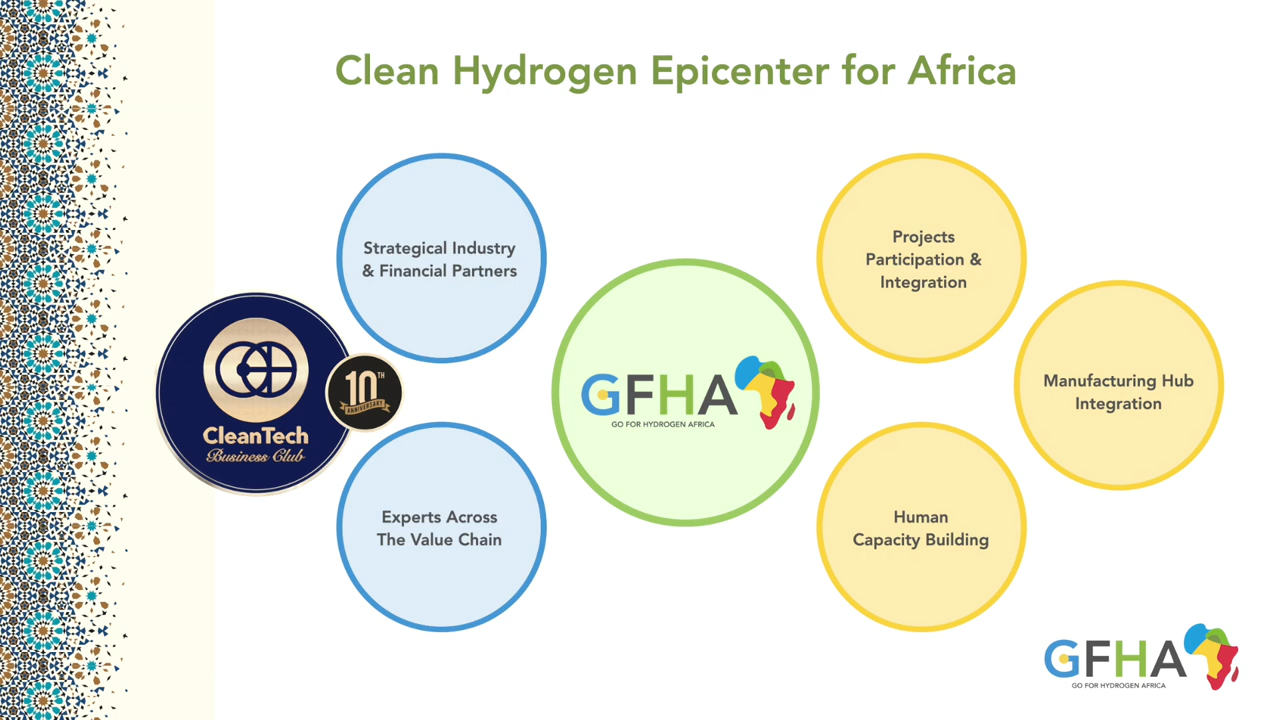 Clean Hydrogen Epicenter for Africa
Strategical Industry
& Financial Partners
Projects
Participation &
Integration
CleanTech
Business Club
10TH
ANNIVERSARY
GFHA
GO FOR HYDROGEN AFRICA
Manufacturing Hub
Integration
Experts Across
The Value Chain
Human
Capacity Building
GFHA
GO FOR HYDROGEN AFRICA